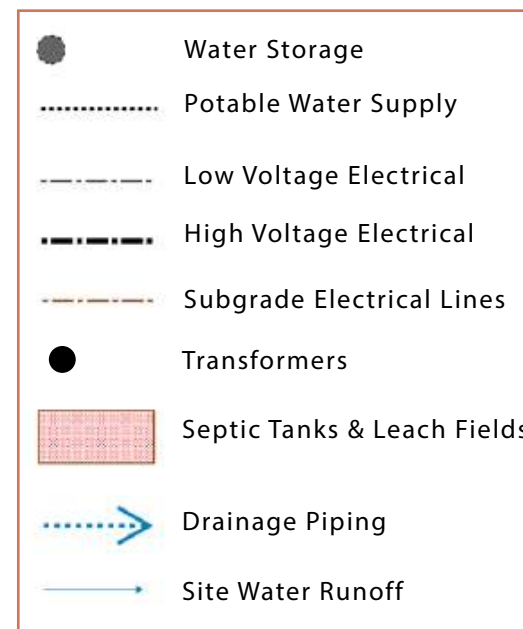 Water Storage
Potable Water Supply
Low Voltage Electrical
High Voltage Electrical
Subgrade Electrical Lines
Transformers
Septic Tanks & Leach Fields
Drainage Piping
Site Water Runoff